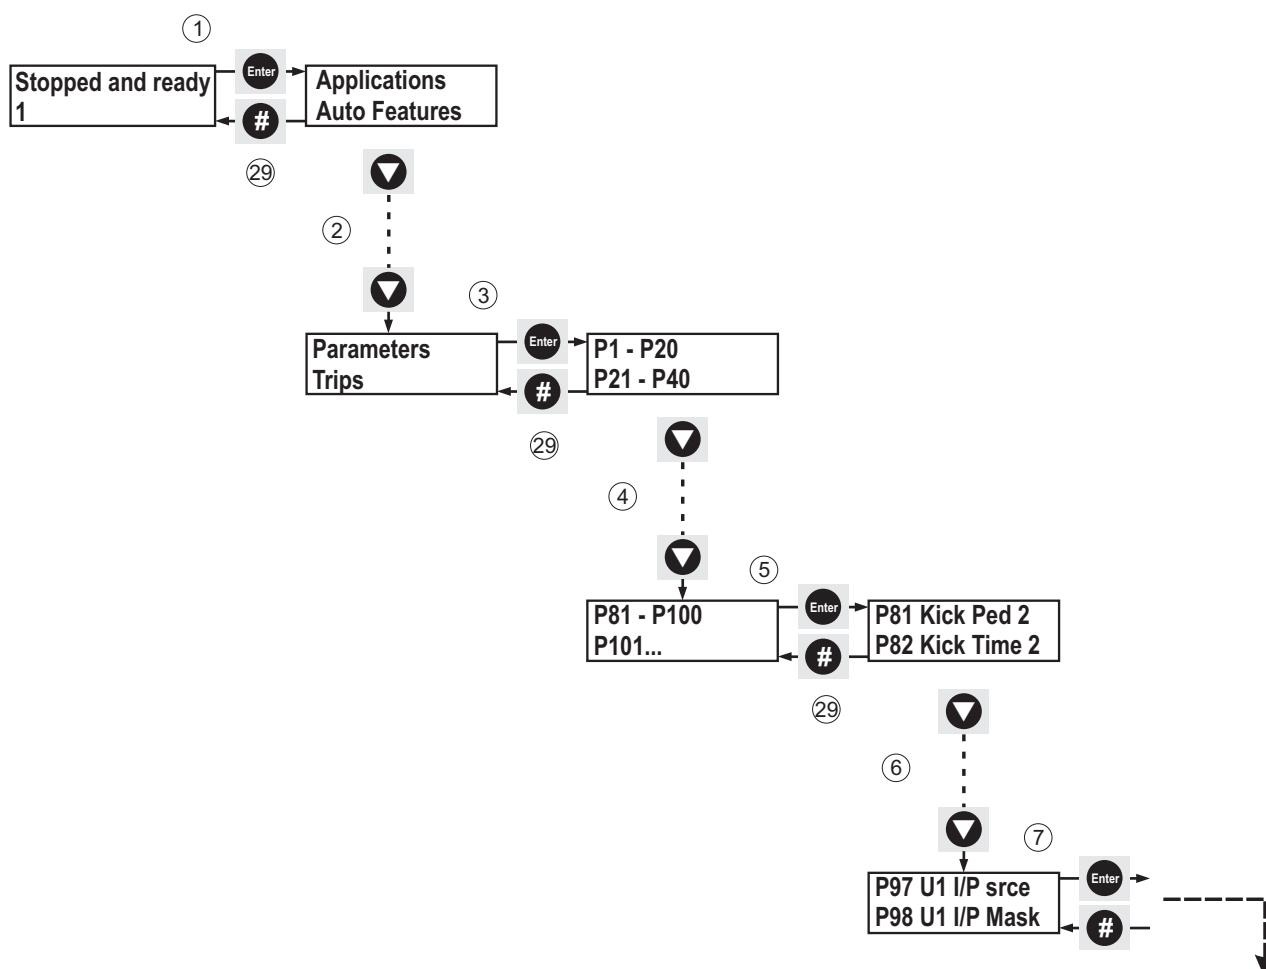 1
Stopped and ready
1
Enter
#
Applications
Auto Features
29
2
3
Parameters
Trips
Enter
#
P1 - P20
P21 - P40
29
4
5
P81 - P100
P101...
Enter
#
P81 Kick Ped 2
P82 Kick Time 2
29
6
7
P97 U1 I/P srce
P98 U1 I/P Mask
Enter
#